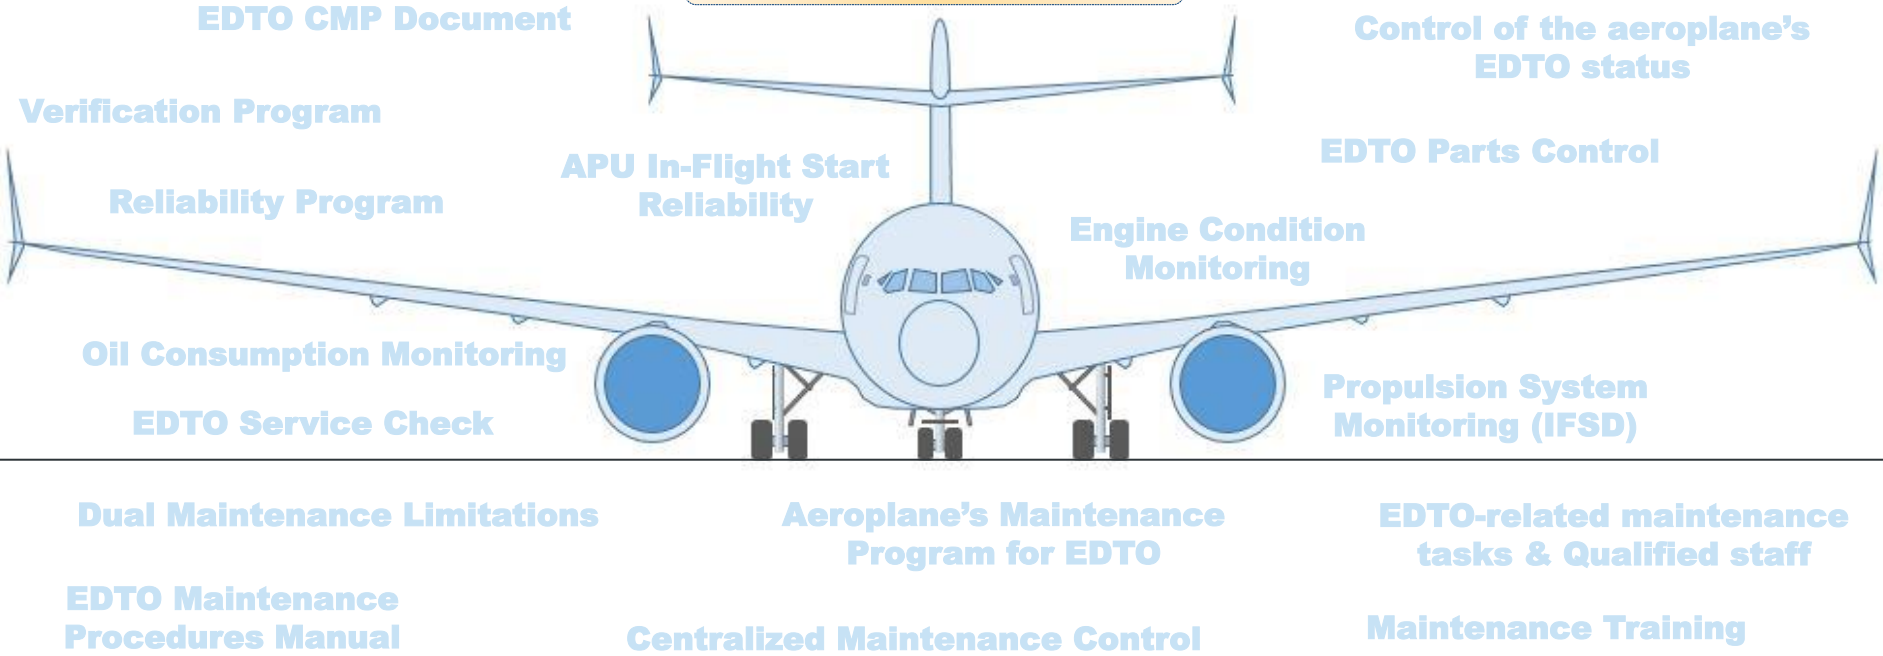 EDTO CMP Document
Control of the aeroplane’s
EDTO status
Verification Program
EDTO Parts Control
APU In-Flight Start
Reliability
Reliability Program
Engine Condition
Monitoring
Oil Consumption Monitoring
Propulsion System
Monitoring (IFSD)
EDTO Service Check
Dual Maintenance Limitations
Aeroplane’s Maintenance
Program for EDTO
EDTO-related maintenance
tasks & Qualified staff
EDTO Maintenance
Procedures Manual
Centralized Maintenance Control
Maintenance Training